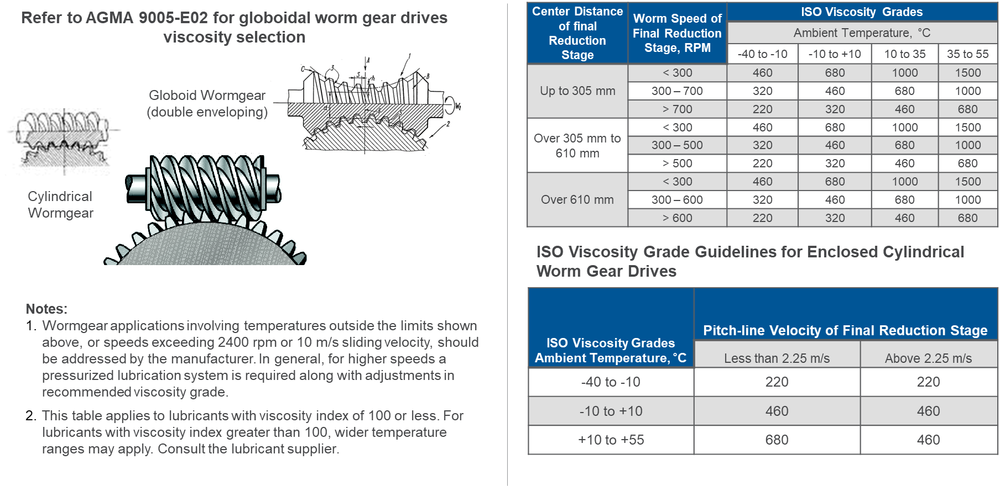 Refer to AGMA 9005-E02 for globoidal worm gear drives
viscosity selection
Globoid Wormgear
(double enveloping)
C
3
S
A
h
1
B
d
6
5
2
W₁
Cylindrical
Wormgear
Notes:
1. Wormgear applications involving temperatures outside the limits shown
above, or speeds exceeding 2400 rpm or 10 m/s sliding velocity, should
be addressed by the manufacturer. In general, for higher speeds a
pressurized lubrication system is required along with adjustments in
recommended viscosity grade.
2. This table applies to lubricants with viscosity index of 100 or less. For
lubricants with viscosity index greater than 100, wider temperature
ranges may apply. Consult the lubricant supplier.
Center Distance
of final
Reduction
Stage
Worm Speed of
Final Reduction
Stage, RPM
ISO Viscosity Grades
Ambient Temperature, °C
-40 to -10 -10 to +10 10 to 35 35 to 55
Up to 305 mm
< 300 460 680 1000 1500
300 – 700 320 460 680 1000
> 700 220 320 460 680
Over 305 mm to
610 mm
< 300 460 680 1000 1500
300 – 500 320 460 680 1000
> 500 220 320 460 680
Over 610 mm
< 300 460 680 1000 1500
300 – 600 320 460 680 1000
> 600 220 320 460 680
ISO Viscosity Grade Guidelines for Enclosed Cylindrical
Worm Gear Drives
ISO Viscosity Grades
Ambient Temperature, °C
Pitch-line Velocity of Final Reduction Stage
Less than 2.25 m/s Above 2.25 m/s
-40 to -10 220 220
-10 to +10 460 460
+10 to +55 680 460